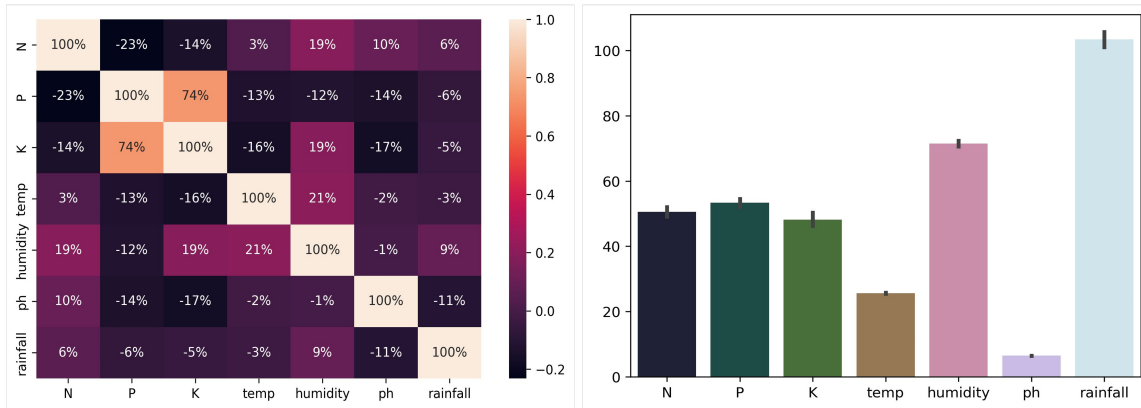 N 100% -23% -14% 3% 19% 10% 6%
P -23% 100% 74% -13% -12% -14% -6%
K -14% 74% 100% -16% 19% -17% -5%
temp 3% -13% -16% 100% 21% -2% -3%
humidity 19% -12% 19% 21% 100% -1% 9%
ph 10% -14% -17% -2% -1% 100% -11%
rainfall 6% -6% -5% -3% 9% -11% 100%
N P K temp humidity ph rainfall
1.0
0.8
0.6
0.4
0.2
0.0
−0.2
100
80
60
40
20
0
N P K temp humidity ph rainfall